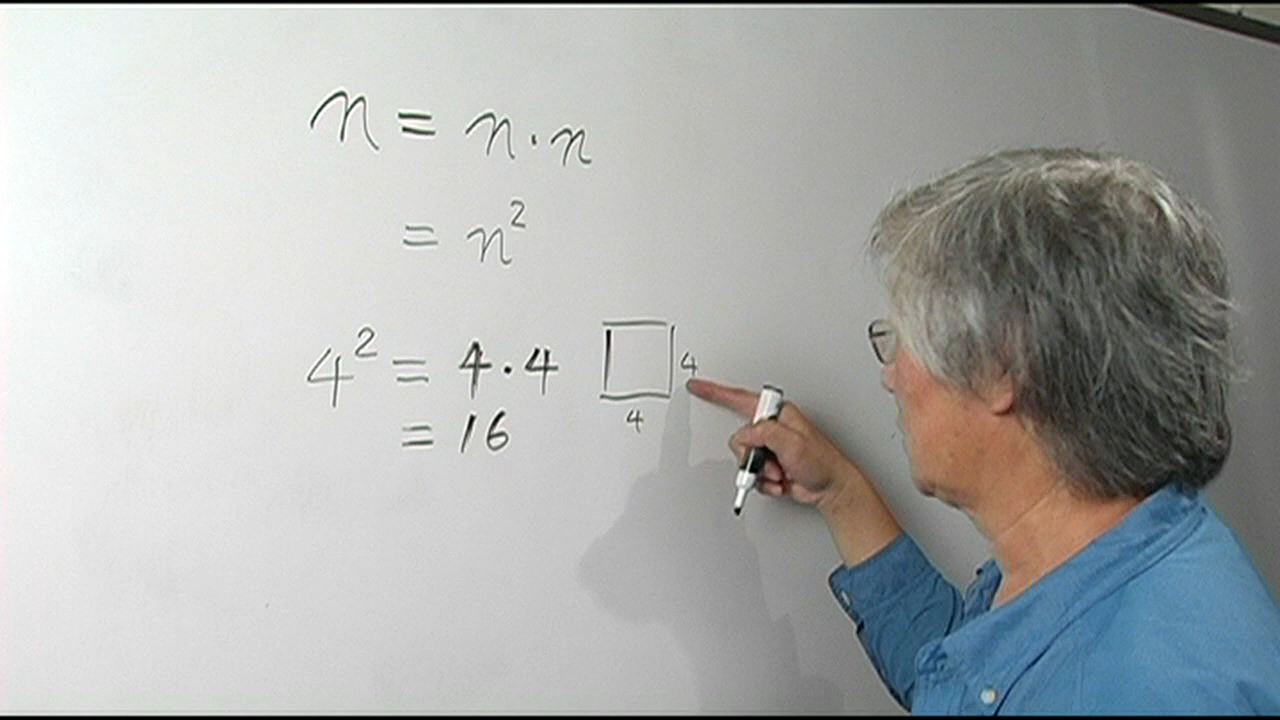 n = n · n
= n²
4² = 4 · 4
4
4
= 16